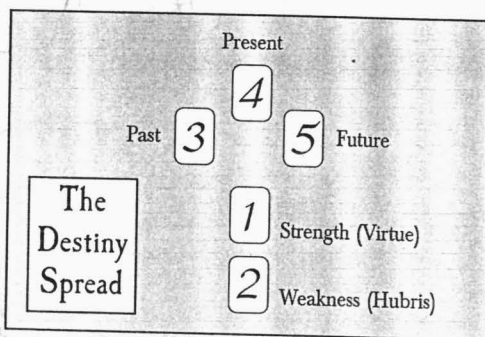 Present
4
Past 3 5 Future
The
Destiny
Spread
1 Strength (Virtue)
2 Weakness (Hubris)